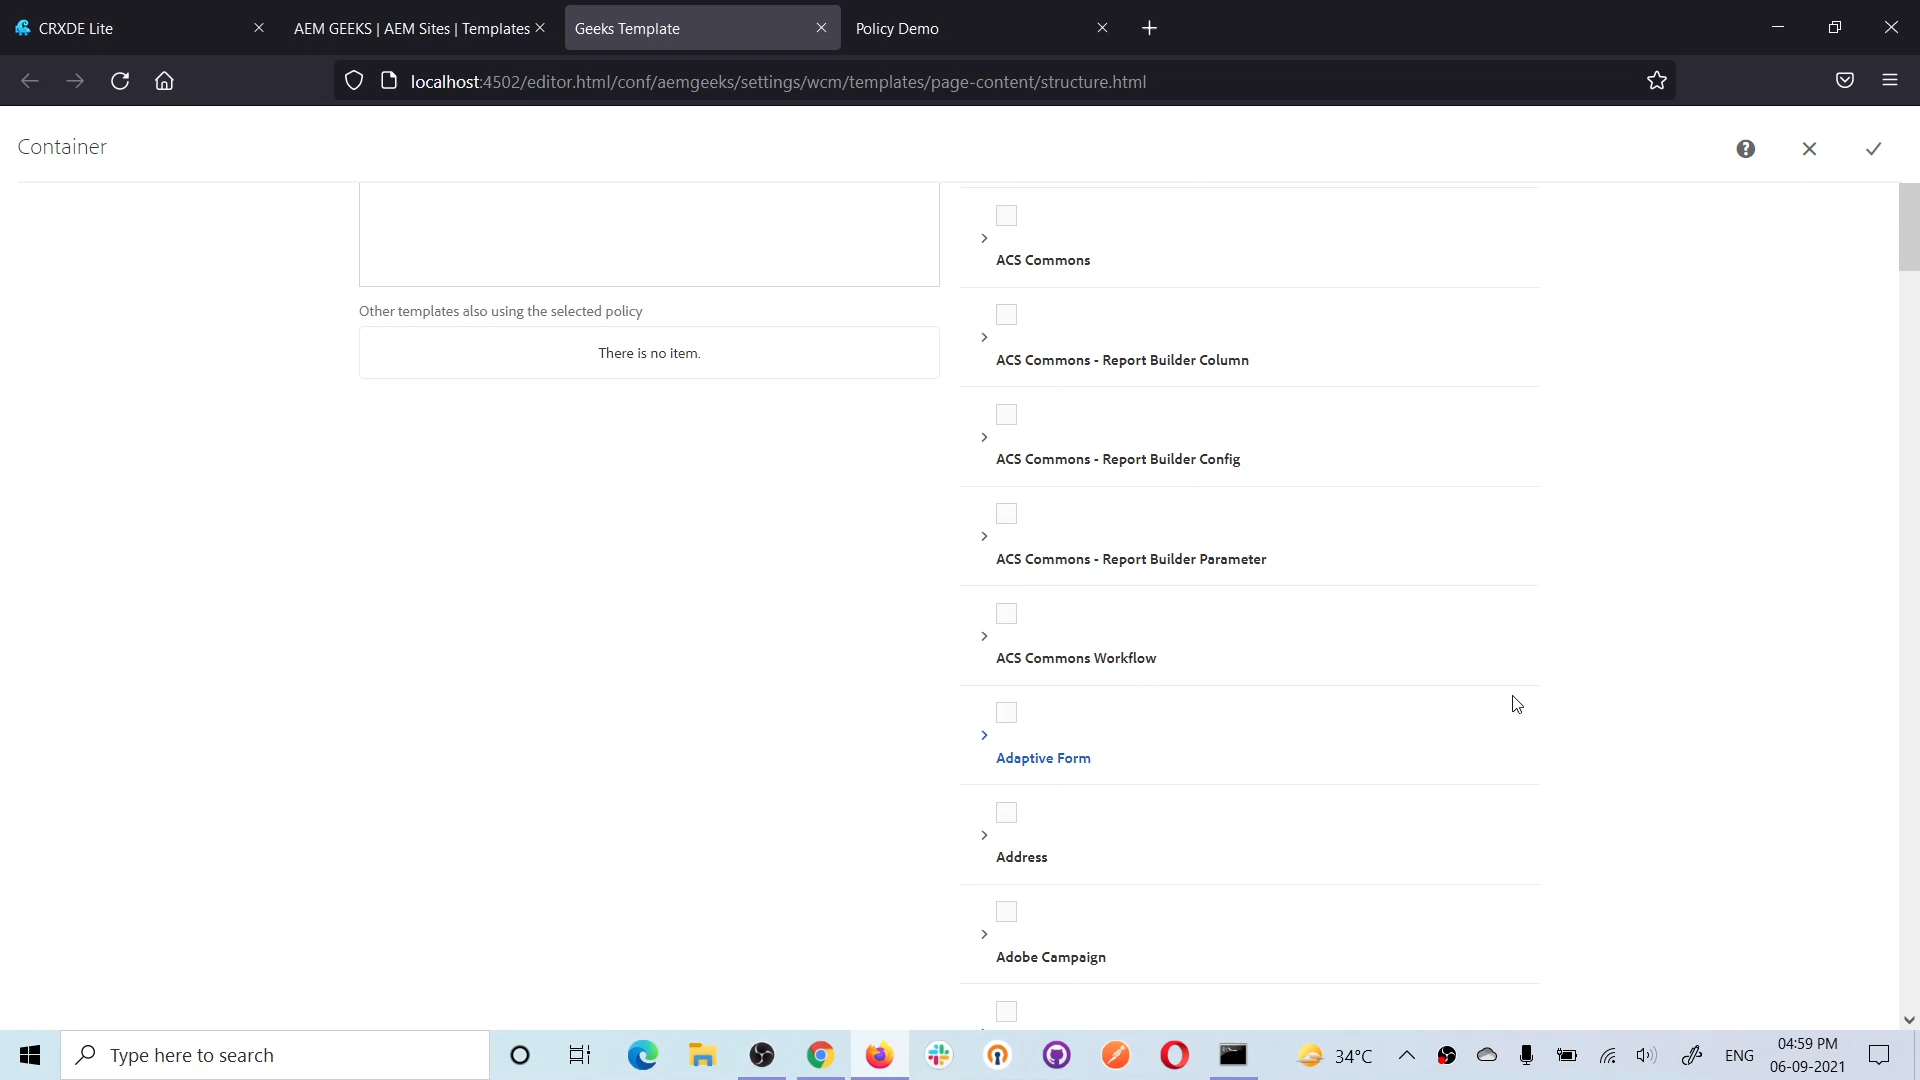 CRXDE Lite
AEM GEEKS | AEM Sites | Templates
Geeks Template
Policy Demo
localhost:4502/editor.html/conf/aemgeeks/settings/wcm/templates/page-content/structure.html
Container
Other templates also using the selected policy
There is no item.
ACS Commons
ACS Commons - Report Builder Column
ACS Commons - Report Builder Config
ACS Commons - Report Builder Parameter
ACS Commons Workflow
Adaptive Form
Address
Adobe Campaign
Type here to search
34°C
ENG
04:59 PM
06-09-2021